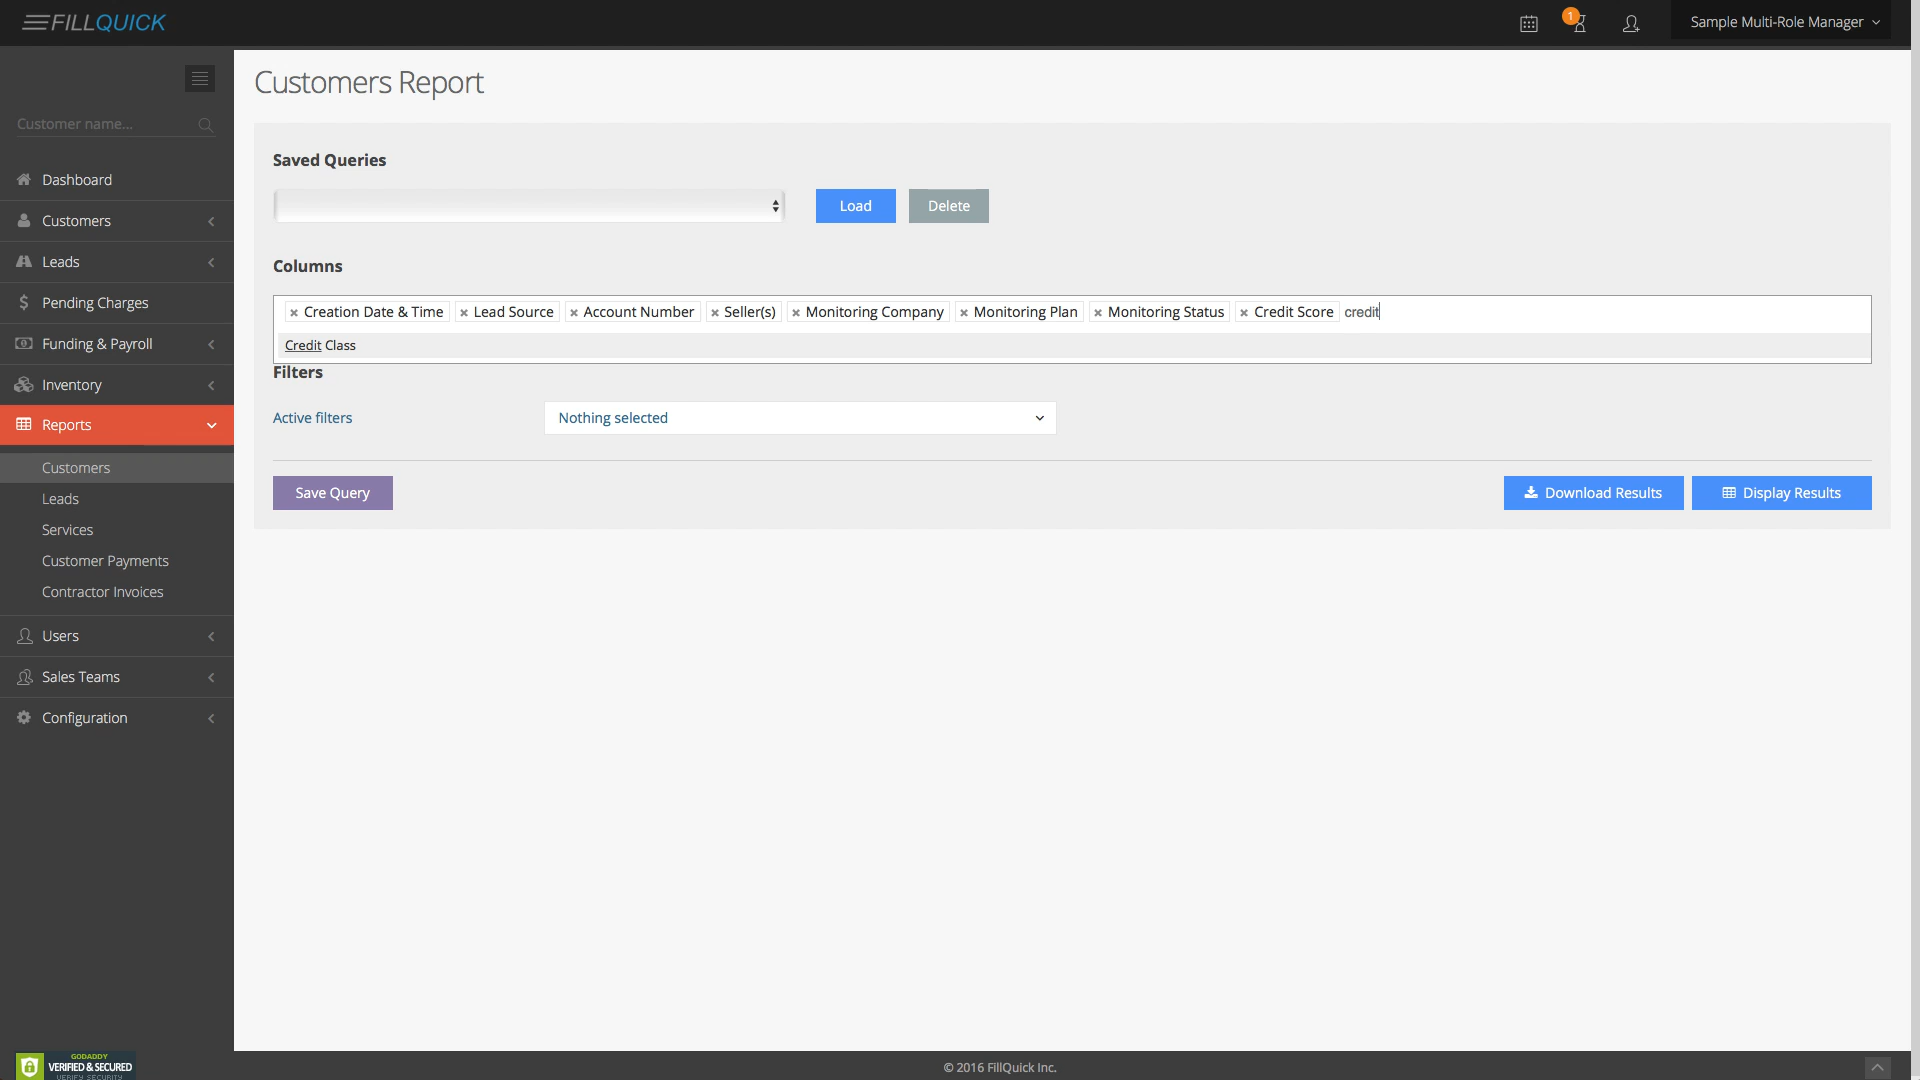 FILLQUICK
1
Sample Multi-Role Manager
Customer name...
Dashboard
Customers
Leads
Pending Charges
Funding & Payroll
Inventory
Reports
Customers
Leads
Services
Customer Payments
Contractor Invoices
Users
Sales Teams
Configuration
GODADDY
VERIFIED & SECURED
VERIFY SECURITY
Customers Report
Saved Queries
Load Delete
Columns
× Creation Date & Time × Lead Source × Account Number × Seller(s) × Monitoring Company × Monitoring Plan × Monitoring Status × Credit Score credit
Credit Class
Filters
Active filters Nothing selected
Save Query Download Results Display Results
© 2016 FillQuick Inc.